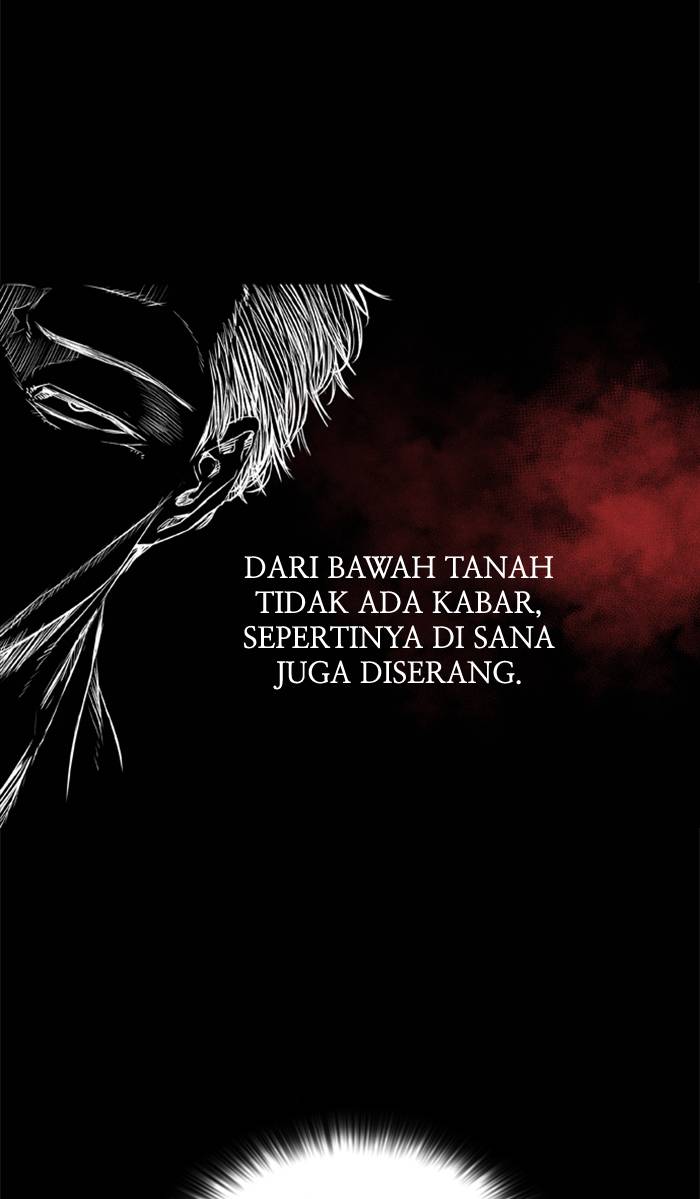 DARI BAWAH TANAH
TIDAK ADA KABAR,
SEPERTINYA DI SANA
JUGA DISERANG.